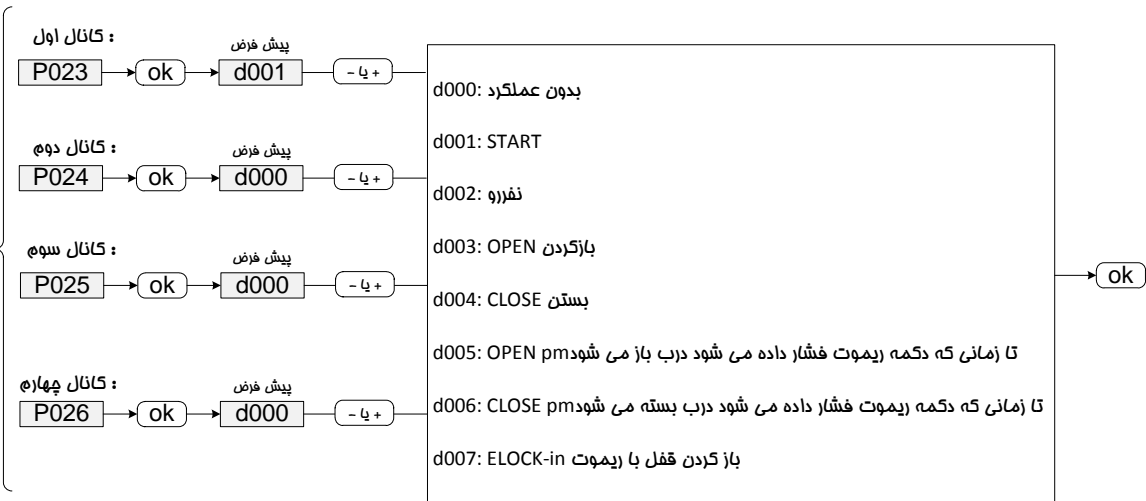 کانال اول :
پیش فرض
P023 ok d001 + یا -
کانال دوم :
پیش فرض
P024 ok d000 + یا -
کانال سوم :
پیش فرض
P025 ok d000 + یا -
کانال چهارم :
پیش فرض
P026 ok d000 + یا -
d000: بدون عملکرد
d001: START
d002: نفررو
d003: OPEN بازکردن
d004: CLOSE بستن
d005: OPEN pm تا زمانی که دکمه ریموت فشار داده می شود درب باز می شود
d006: CLOSE pm تا زمانی که دکمه ریموت فشار داده می شود درب بسته می شود
d007: ELOCK-in باز کردن قفل با ریموت
ok